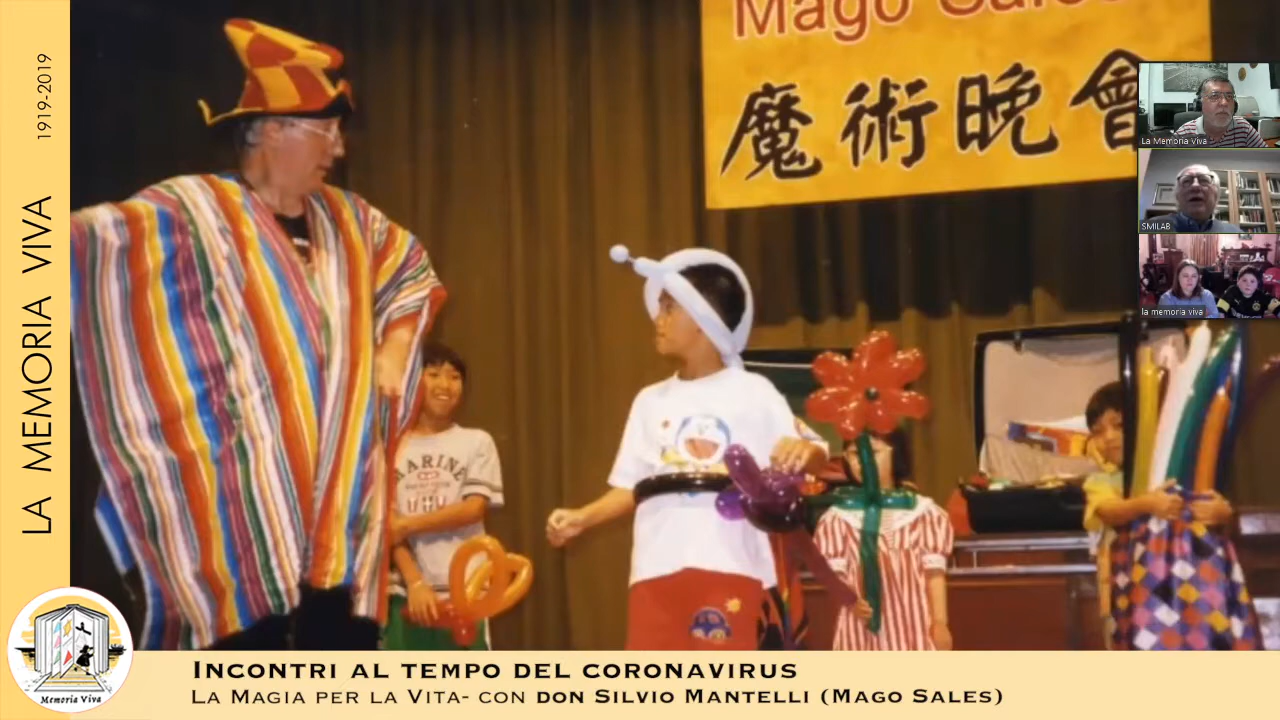 LA MEMORIA VIVA 1919-2019
Mago Sales
魔術晚會
La Memoria Viva
SMILAB
la memoria viva
MARINE
Memoria Viva
INCONTRI AL TEMPO DEL CORONAVIRUS
LA MAGIA PER LA VITA- CON DON SILVIO MANTELLI (MAGO SALES)